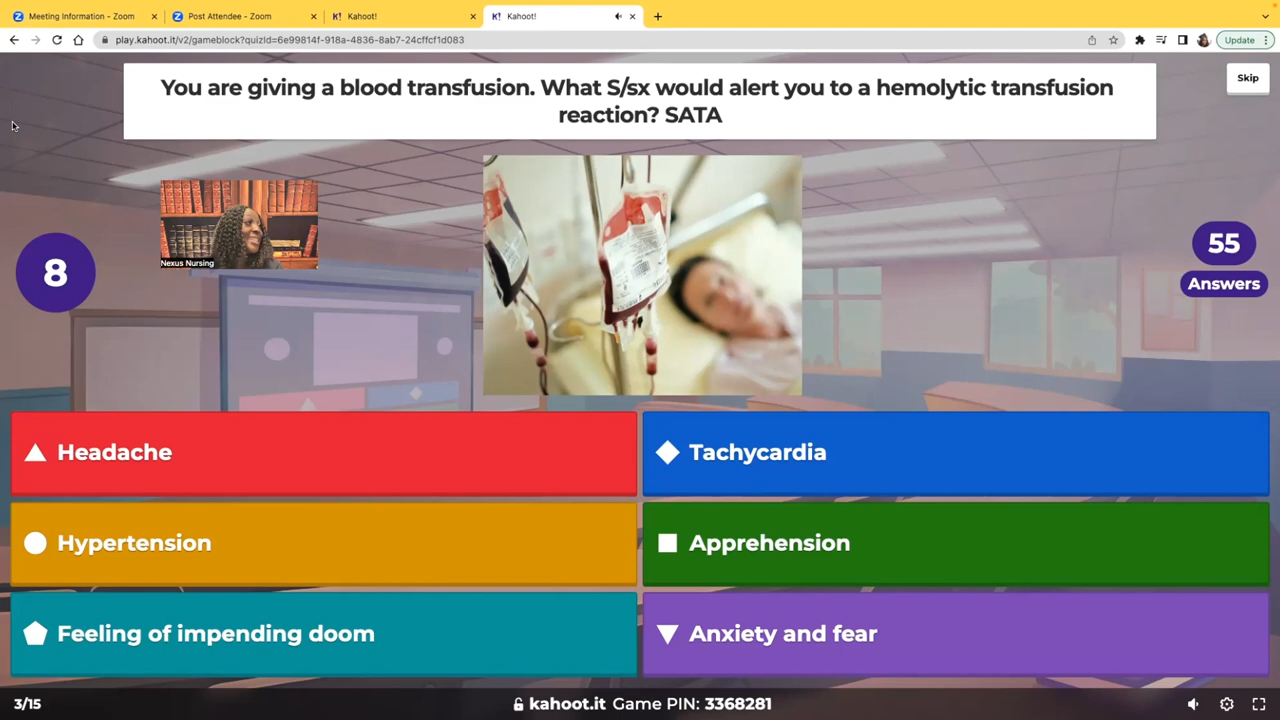 Meeting Information - Zoom
Post Attendee - Zoom
Kahoot!
Kahoot!
play.kahoot.it/v2/gameblock?quizId=6e99814f-918a-4836-8ab7-24cffcf1d083
Update
You are giving a blood transfusion. What S/sx would alert you to a hemolytic transfusion
reaction? SATA
Skip
Nexus Nursing
8
55
Answers
Headache
Tachycardia
Hypertension
Apprehension
Feeling of impending doom
Anxiety and fear
3/15
kahoot.it Game PIN: 3368281